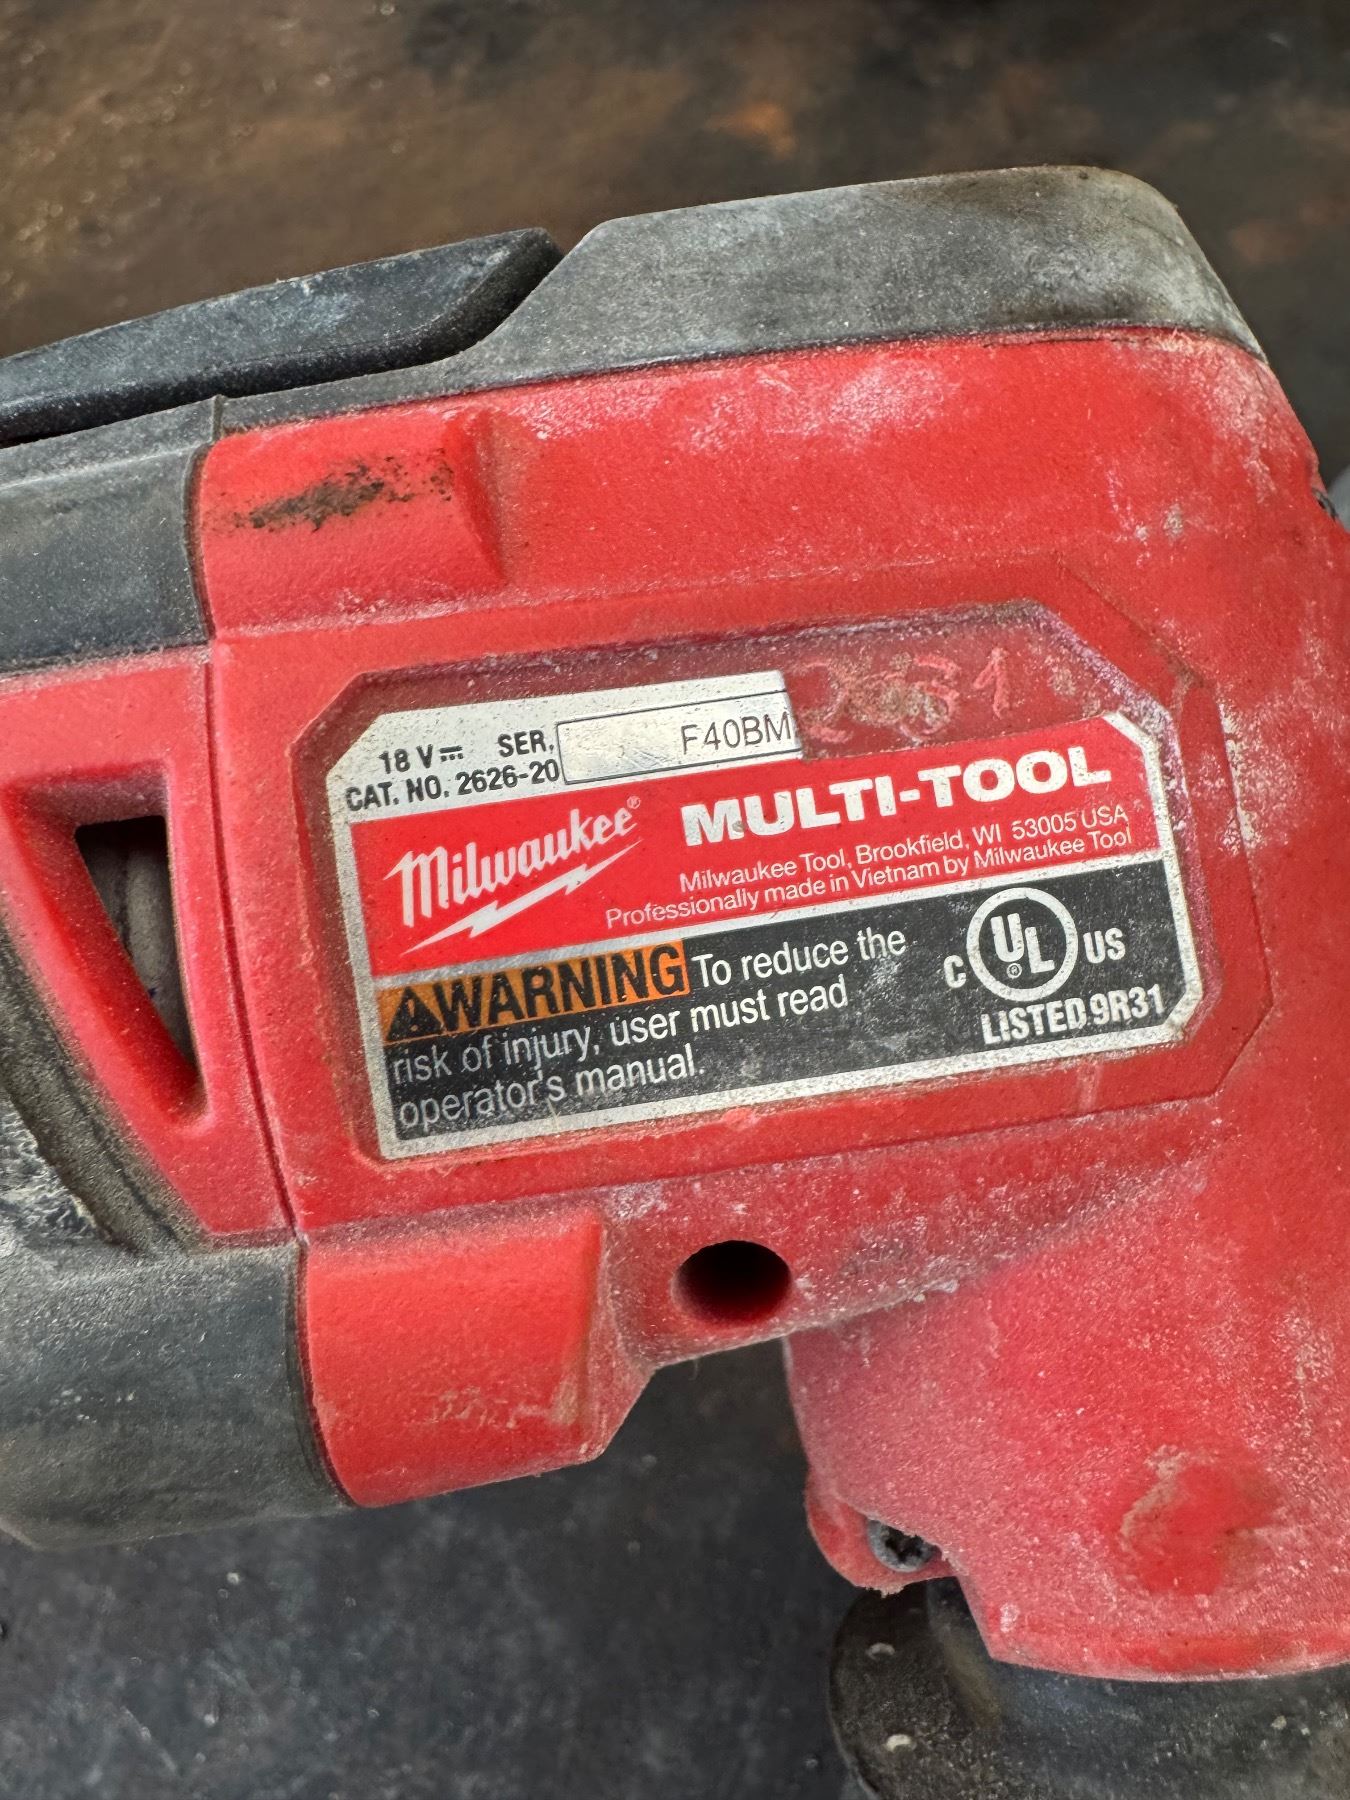 18 V⎓ SER. F40BM
CAT. NO. 2626-20
2631
Milwaukee®
MULTI-TOOL
Milwaukee Tool, Brookfield, WI 53005 USA
Professionally made in Vietnam by Milwaukee Tool
⚠WARNING To reduce the
risk of injury, user must read
operator's manual.
C UL® US
LISTED 9R31